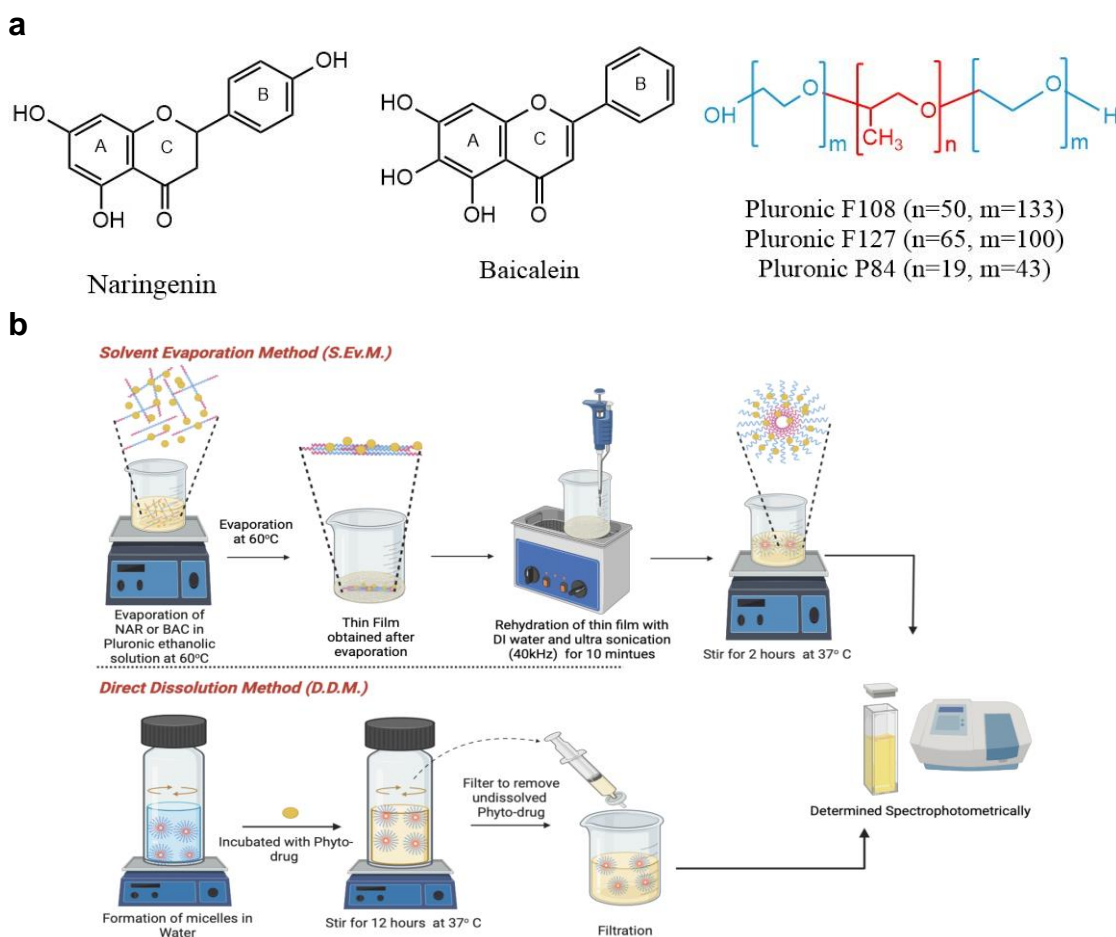 a
OH
HO
O
B
A
C
OH
O
Naringenin
B
O
HO
A
C
HO
OH
O
Baicalein
OH
O
m
CH3
O
n
O
m
H
Pluronic F108 (n=50, m=133)
Pluronic F127 (n=65, m=100)
Pluronic P84 (n=19, m=43)
b
Solvent Evaporation Method (S.Ev.M.)
Evaporation
at 60°C
Evaporation of
NAR or BAC in
Pluronic ethanolic
solution at 60°C
Thin Film
obtained after
evaporation
Rehydration of thin film with
DI water and ultra sonication
(40kHz) for 10 mintues
Stir for 2 hours at 37° C
Direct Dissolution Method (D.D.M.)
Incubated with Phyto-
drug
Filter to remove
undissolved
Phyto-drug
Formation of micelles in
Water
Stir for 12 hours at 37° C
Filtration
Determined Spectrophotometrically